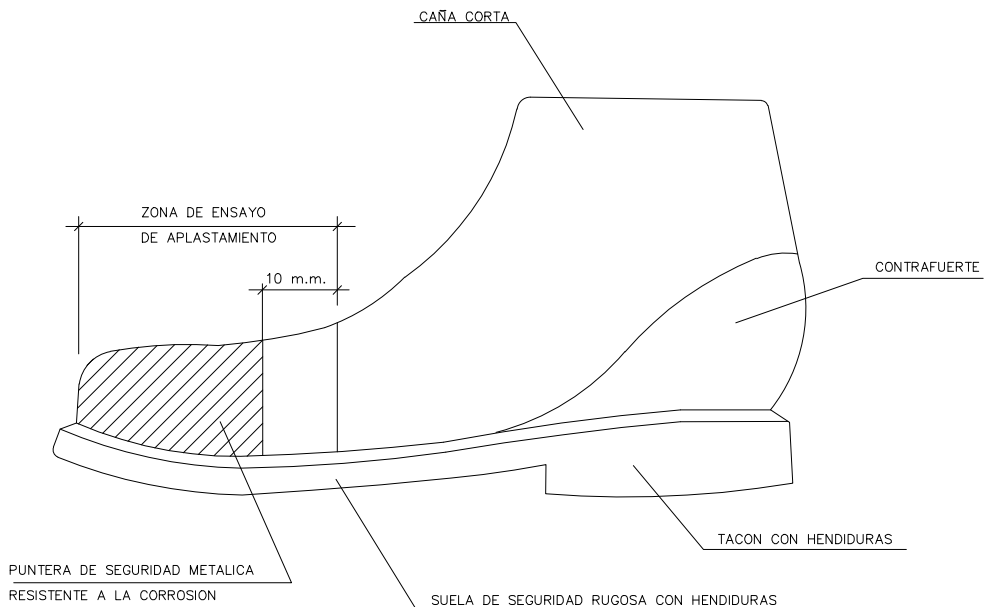 CAÑA CORTA
ZONA DE ENSAYO
DE APLASTAMIENTO
10 m.m.
CONTRAFUERTE
TACON CON HENDIDURAS
PUNTERA DE SEGURIDAD METALICA
RESISTENTE A LA CORROSION
SUELA DE SEGURIDAD RUGOSA CON HENDIDURAS